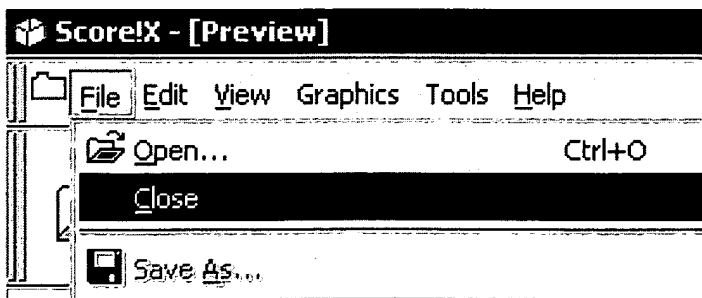 Score!X - [Preview]
File Edit View Graphics Tools Help
Open... Ctrl+O
Close
Save As...